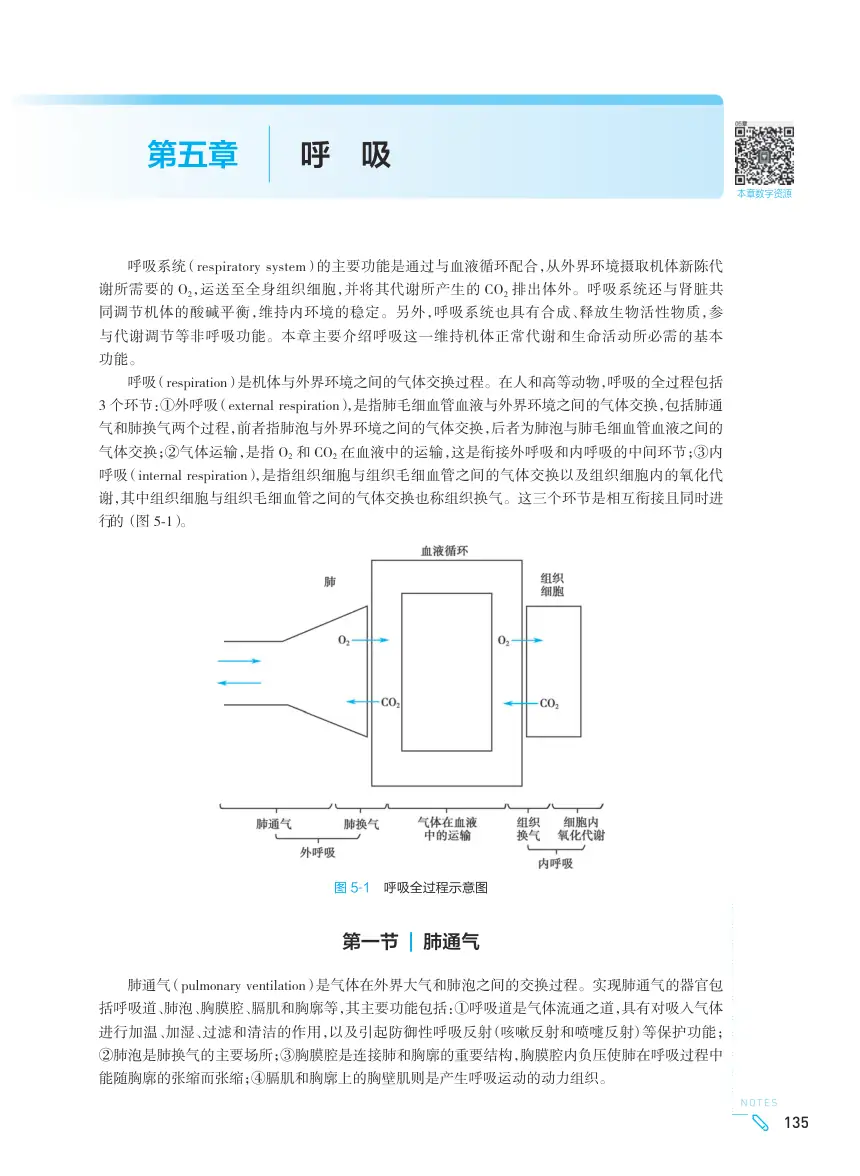 第五章 呼 吸
05章
本章数字资源
呼吸系统（respiratory system）的主要功能是通过与血液循环配合，从外界环境摄取机体新陈代
谢所需要的 O₂，运送至全身组织细胞，并将其代谢所产生的 CO₂ 排出体外。呼吸系统还与肾脏共
同调节机体的酸碱平衡，维持内环境的稳定。另外，呼吸系统也具有合成、释放生物活性物质，参
与代谢调节等非呼吸功能。本章主要介绍呼吸这一维持机体正常代谢和生命活动所必需的基本
功能。
呼吸（respiration）是机体与外界环境之间的气体交换过程。在人和高等动物，呼吸的全过程包括
3 个环节：①外呼吸（external respiration），是指肺毛细血管血液与外界环境之间的气体交换，包括肺通
气和肺换气两个过程，前者指肺泡与外界环境之间的气体交换，后者为肺泡与肺毛细血管血液之间的
气体交换；②气体运输，是指 O₂ 和 CO₂ 在血液中的运输，这是衔接外呼吸和内呼吸的中间环节；③内
呼吸（internal respiration），是指组织细胞与组织毛细血管之间的气体交换以及组织细胞内的氧化代
谢，其中组织细胞与组织毛细血管之间的气体交换也称组织换气。这三个环节是相互衔接且同时进
行的（图 5-1）。
血液循环
肺
组织
细胞
O₂
O₂
CO₂
CO₂
肺通气
肺换气
气体在血液
中的运输
组织
换气
细胞内
氧化代谢
外呼吸
内呼吸
图 5-1 呼吸全过程示意图
第一节 | 肺通气
肺通气（pulmonary ventilation）是气体在外界大气和肺泡之间的交换过程。实现肺通气的器官包
括呼吸道、肺泡、胸膜腔、膈肌和胸廓等，其主要功能包括：①呼吸道是气体流通之道，具有对吸入气体
进行加温、加湿、过滤和清洁的作用，以及引起防御性呼吸反射（咳嗽反射和喷嚏反射）等保护功能；
②肺泡是肺换气的主要场所；③胸膜腔是连接肺和胸廓的重要结构，胸膜腔内负压使肺在呼吸过程中
能随胸廓的张缩而张缩；④膈肌和胸廓上的胸壁肌则是产生呼吸运动的动力组织。
NOTES
135